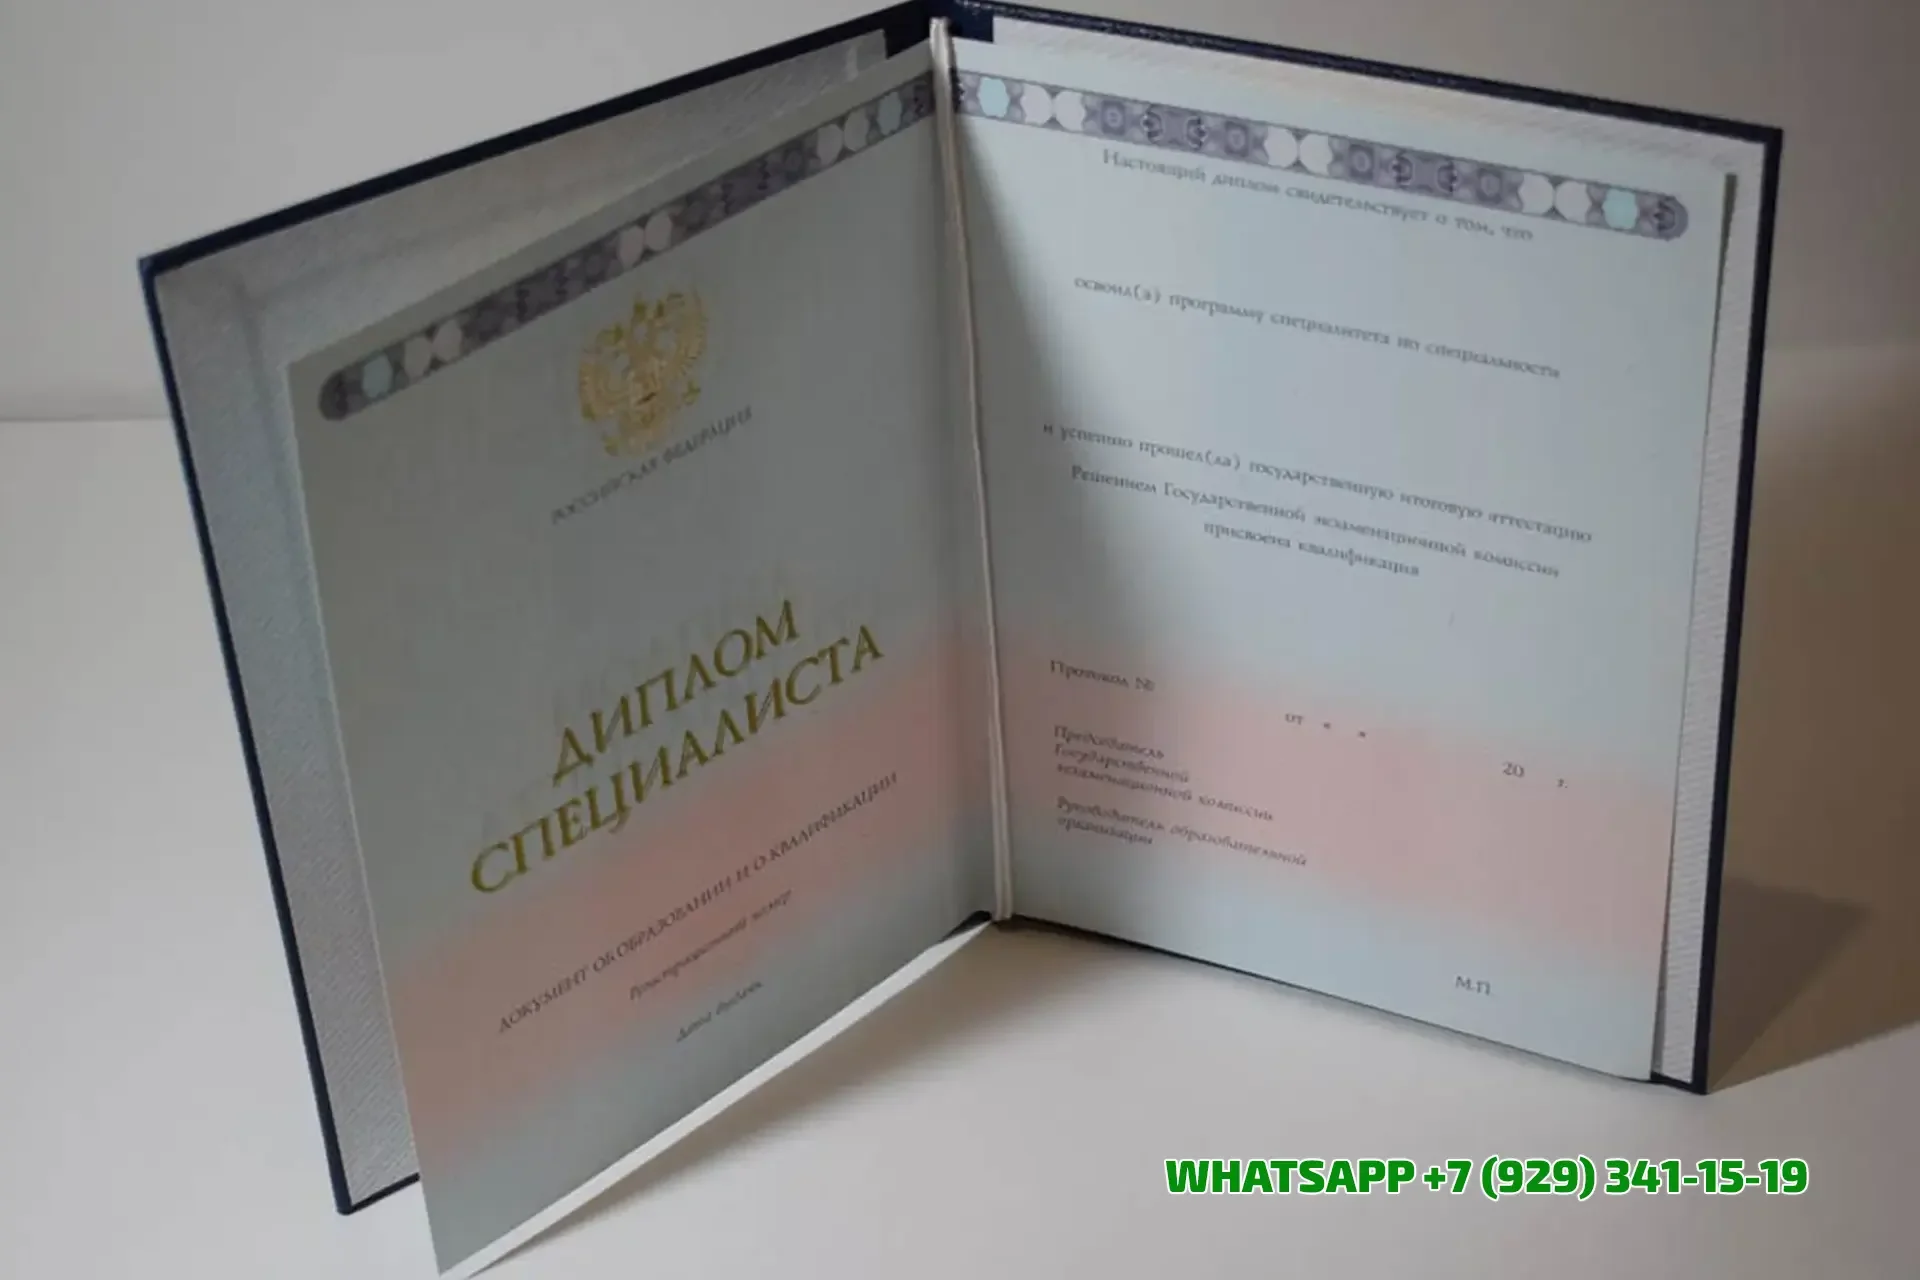 РОССИЙСКАЯ ФЕДЕРАЦИЯ
ДИПЛОМ
СПЕЦИАЛИСТА
ДОКУМЕНТ ОБ ОБРАЗОВАНИИ И О КВАЛИФИКАЦИИ
Регистрационный номер
Дата выдачи
Настоящий диплом свидетельствует о том, что
освоил(а) программу специалитета по специальности
и успешно прошел(ла) государственную итоговую аттестацию
Решением Государственной экзаменационной комиссии
присвоена квалификация
Протокол №
от « » 20 г.
Председатель
Государственной
экзаменационной комиссии
Руководитель образовательной
организации
М.П.
WHATSAPP +7 (929) 341-15-19